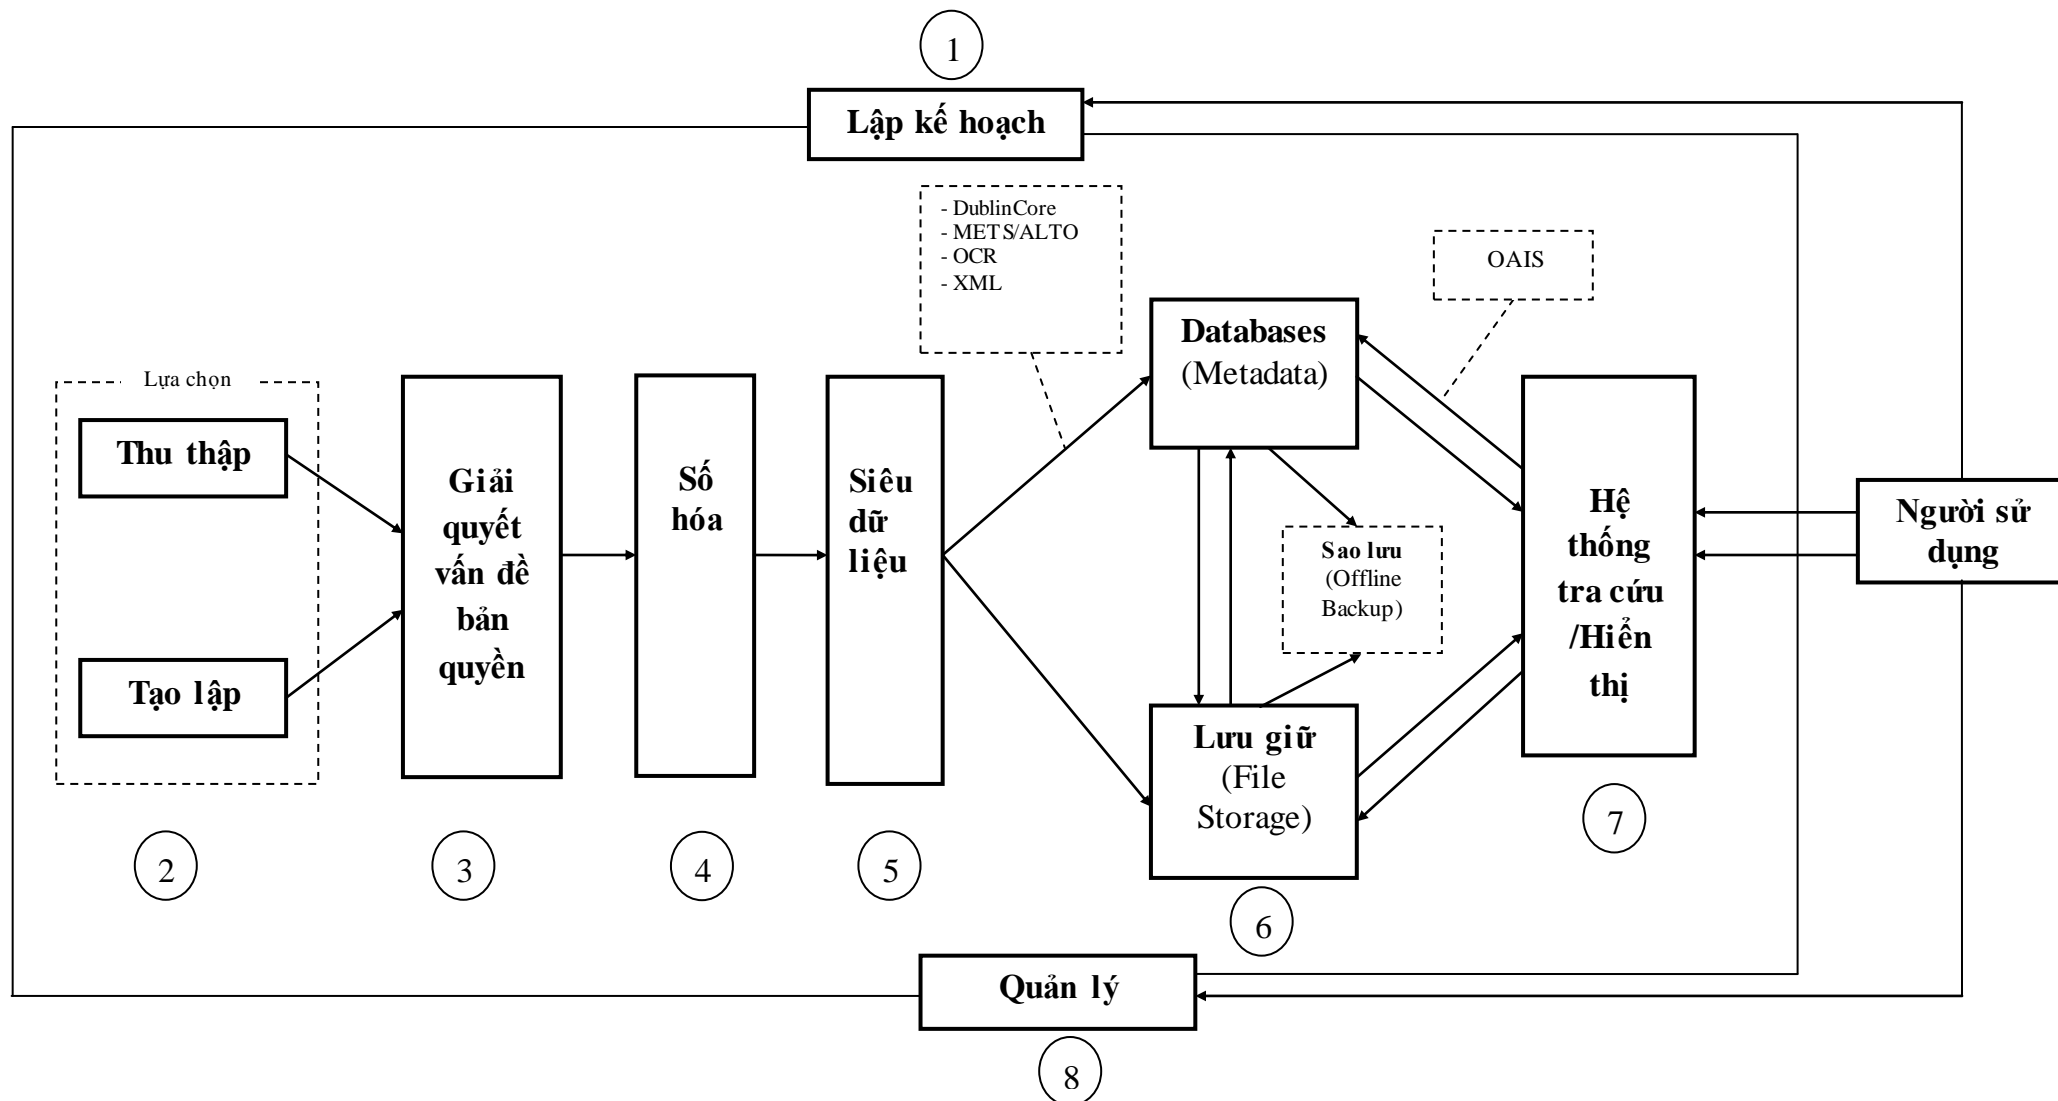 1
Lập kế hoạch
- DublinCore
- METS/ALTO
- OCR
- XML
OAIS
Databases
(Metadata)
Lựa chọn
Thu thập
Tạo lập
Giải
quyết
vấn đề
bản
quyền
Số
hóa
Siêu
dữ
liệu
Sao lưu
(Offline
Backup)
Lưu giữ
(File
Storage)
Hệ
thống
tra cứu
/Hiển
thị
Người sử
dụng
2
3
4
5
6
7
Quản lý
8